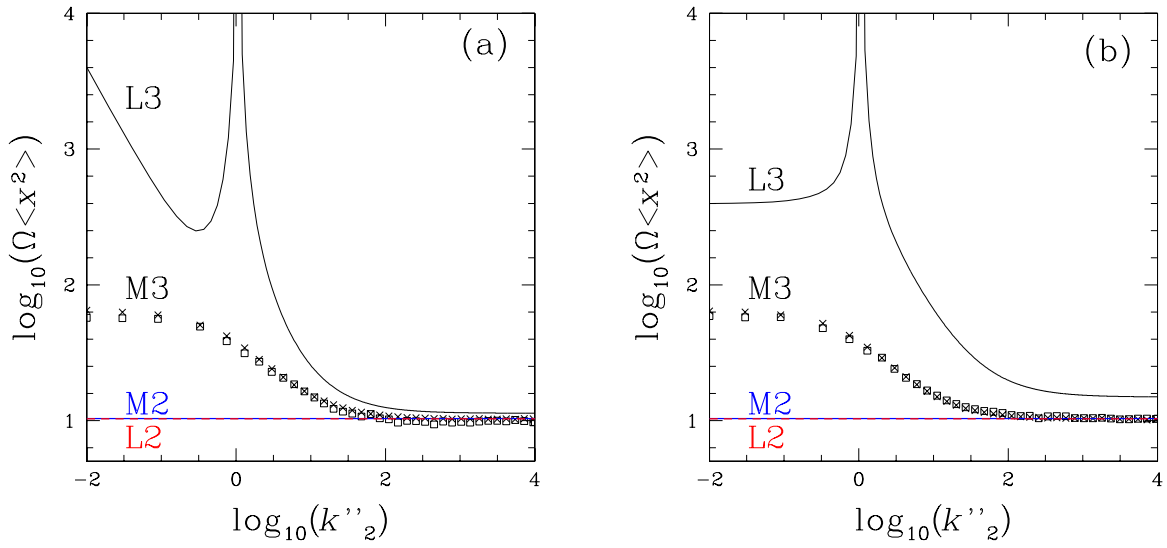 4
3
2
1
(a)
L3
M3
M2
L2
log₁₀(Ω<x²>)
-2 0 2 4
log₁₀(k’’₂)
4
3
2
1
(b)
L3
M3
M2
L2
log₁₀(Ω<x²>)
-2 0 2 4
log₁₀(k’’₂)